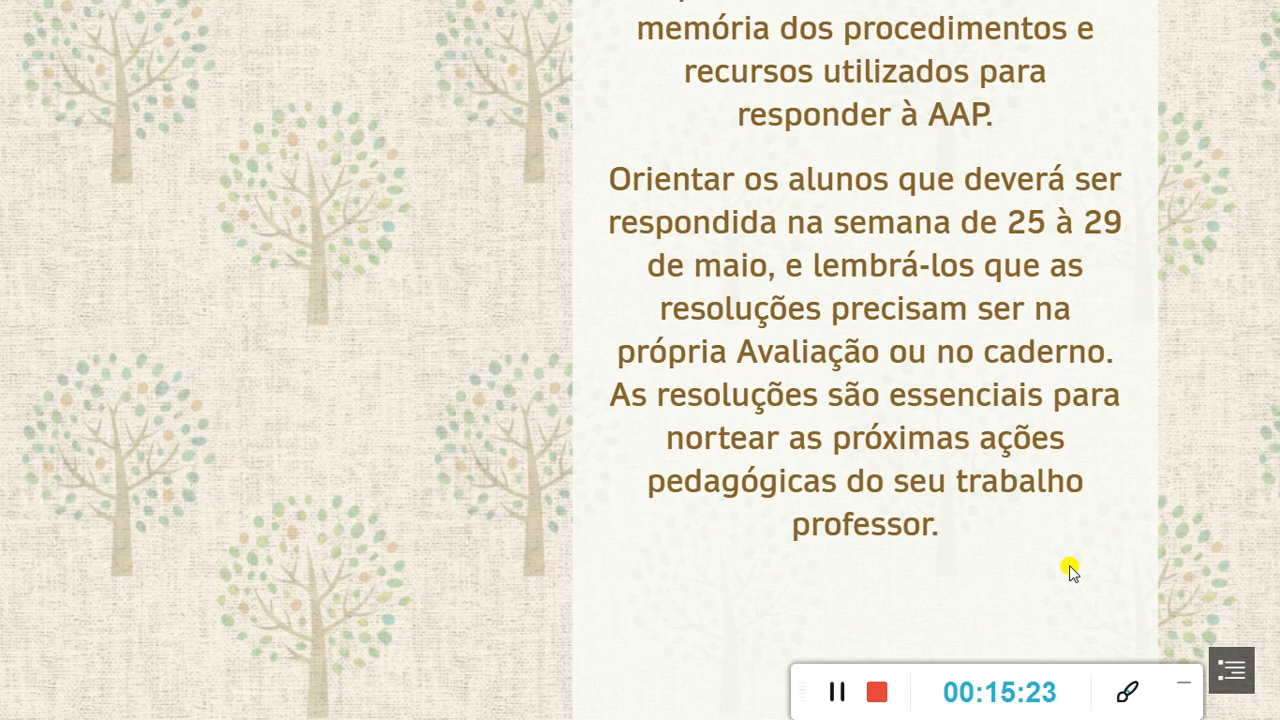 memória dos procedimentos e
recursos utilizados para
responder à AAP.
Orientar os alunos que deverá ser
respondida na semana de 25 à 29
de maio, e lembrá-los que as
resoluções precisam ser na
própria Avaliação ou no caderno.
As resoluções são essenciais para
nortear as próximas ações
pedagógicas do seu trabalho
professor.
00:15:23